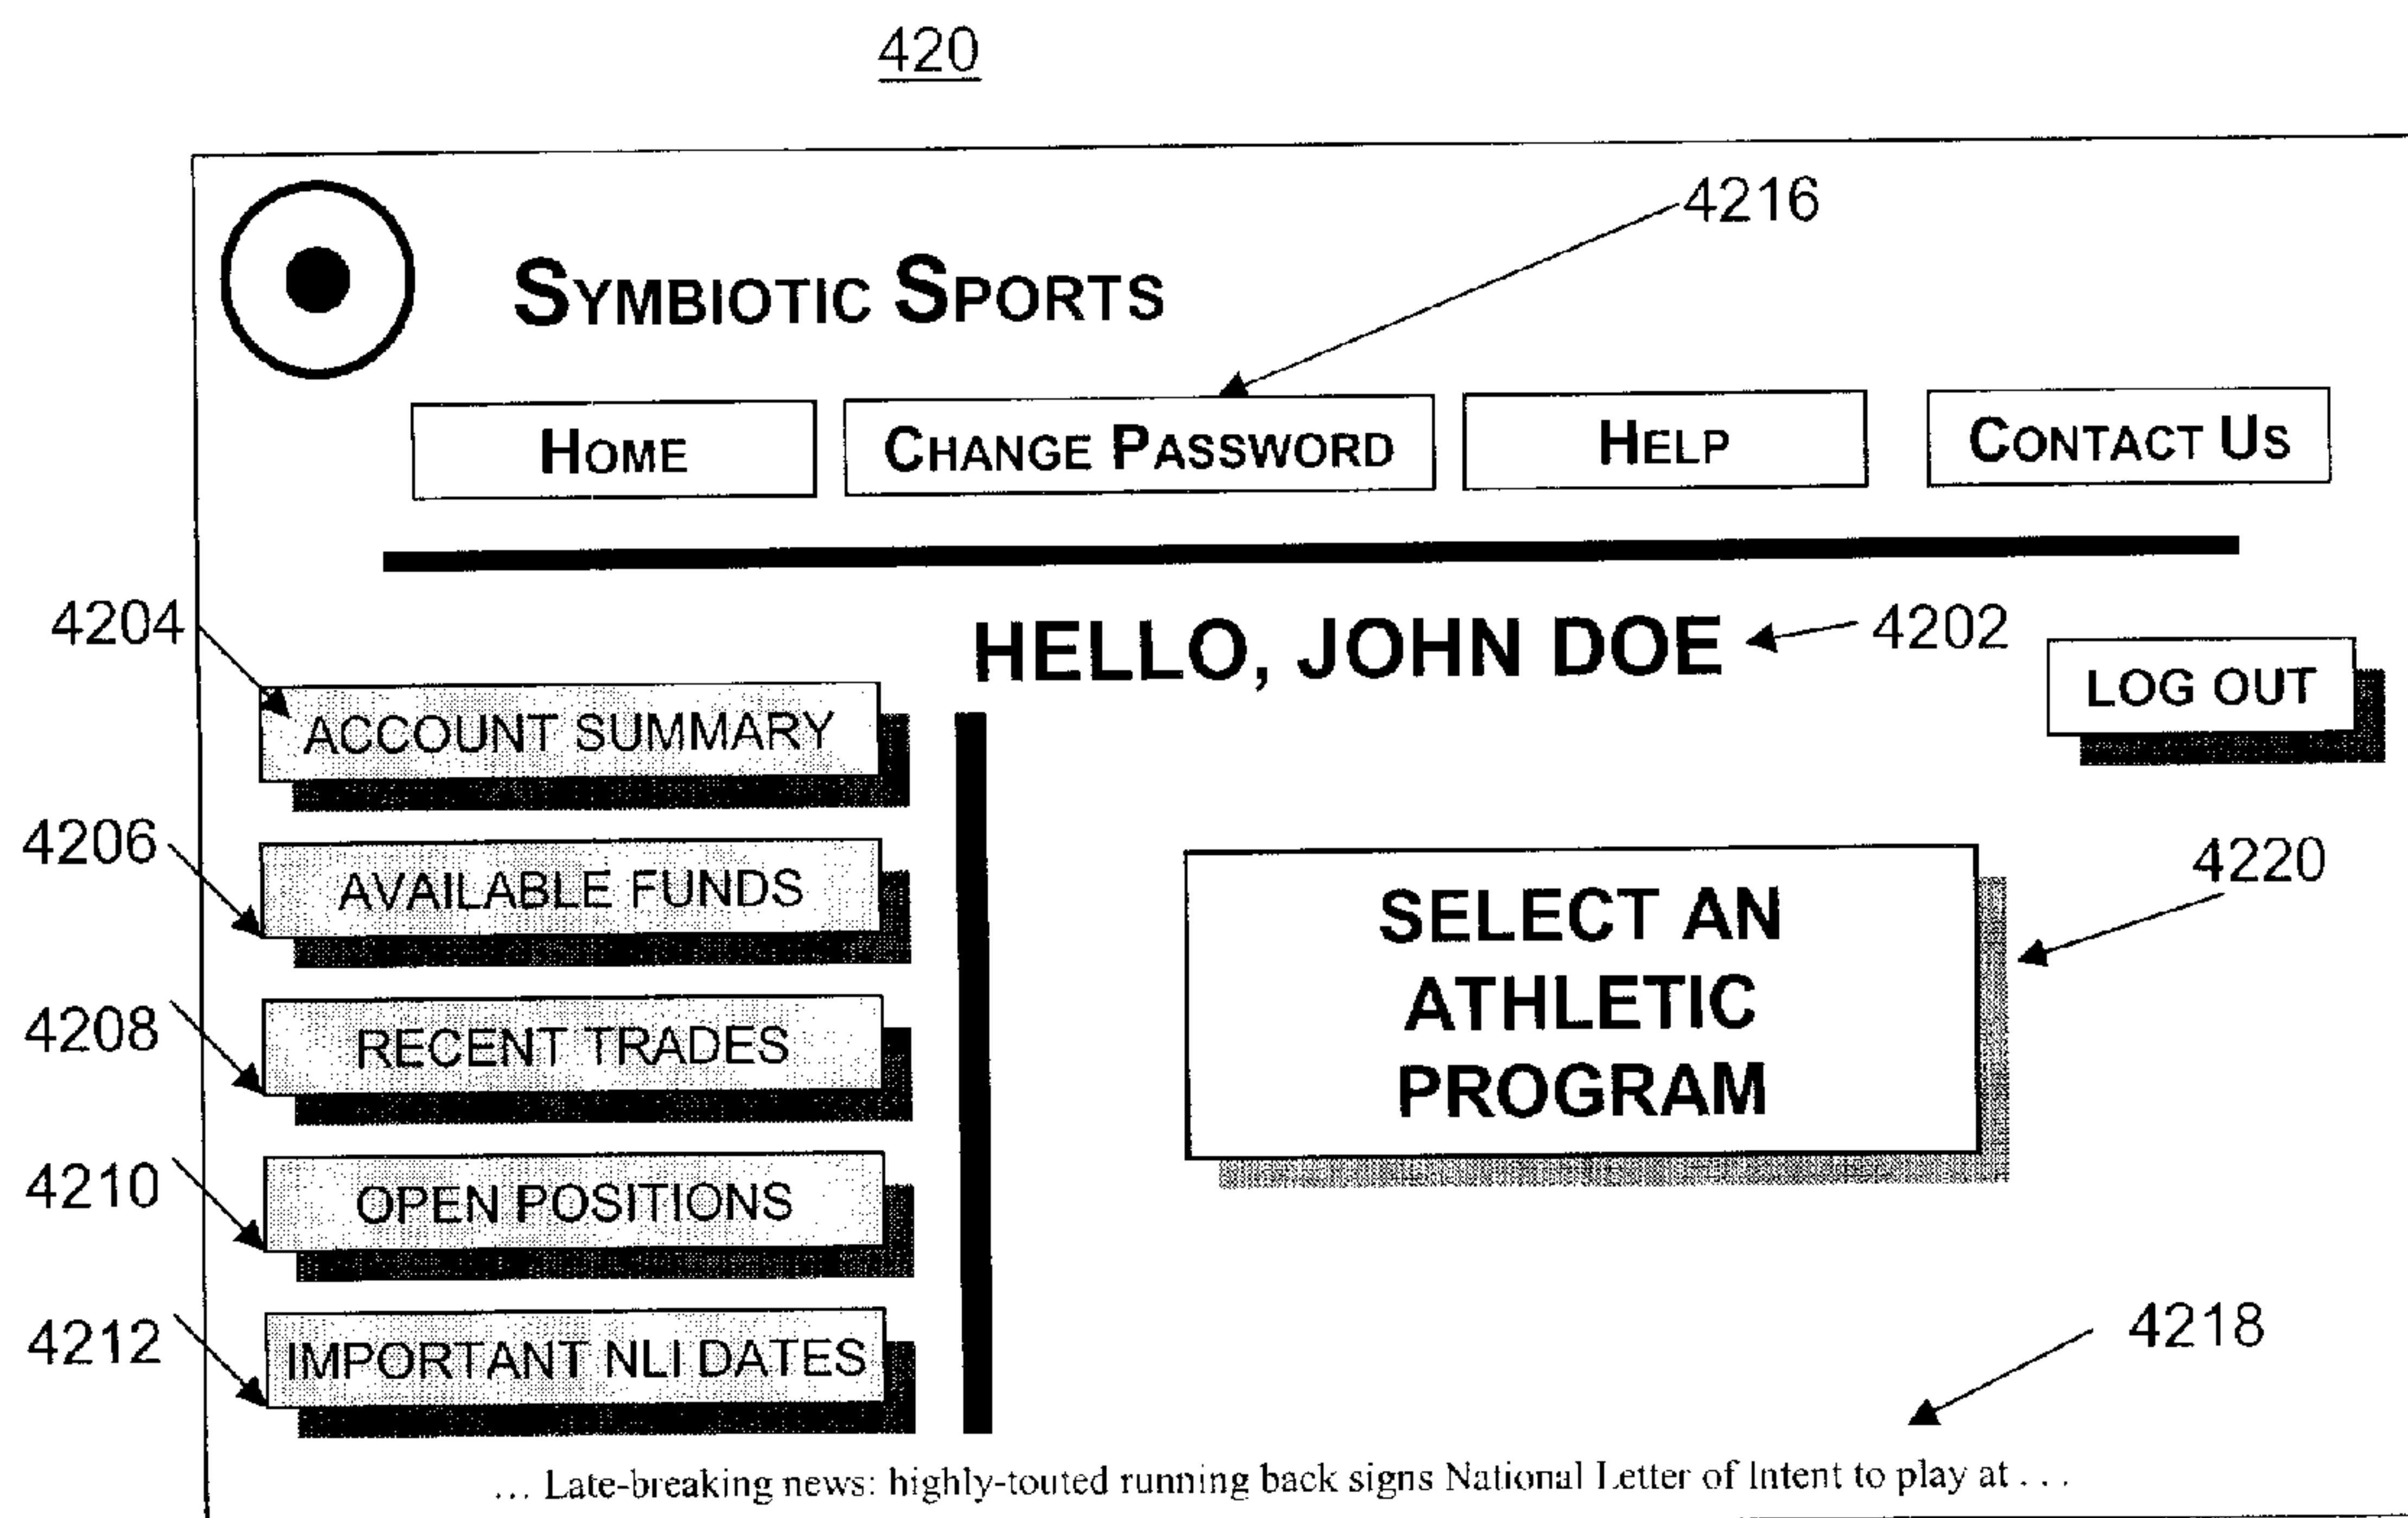 420
4216
SYMBIOTIC SPORTS
HOME
CHANGE PASSWORD
HELP
CONTACT US
4204
HELLO, JOHN DOE
4202
LOG OUT
ACCOUNT SUMMARY
4206
AVAILABLE FUNDS
4220
SELECT AN
ATHLETIC
PROGRAM
4208
RECENT TRADES
4210
OPEN POSITIONS
4212
IMPORTANT NLI DATES
4218
... Late-breaking news: highly-touted running back signs National Letter of Intent to play at . . .